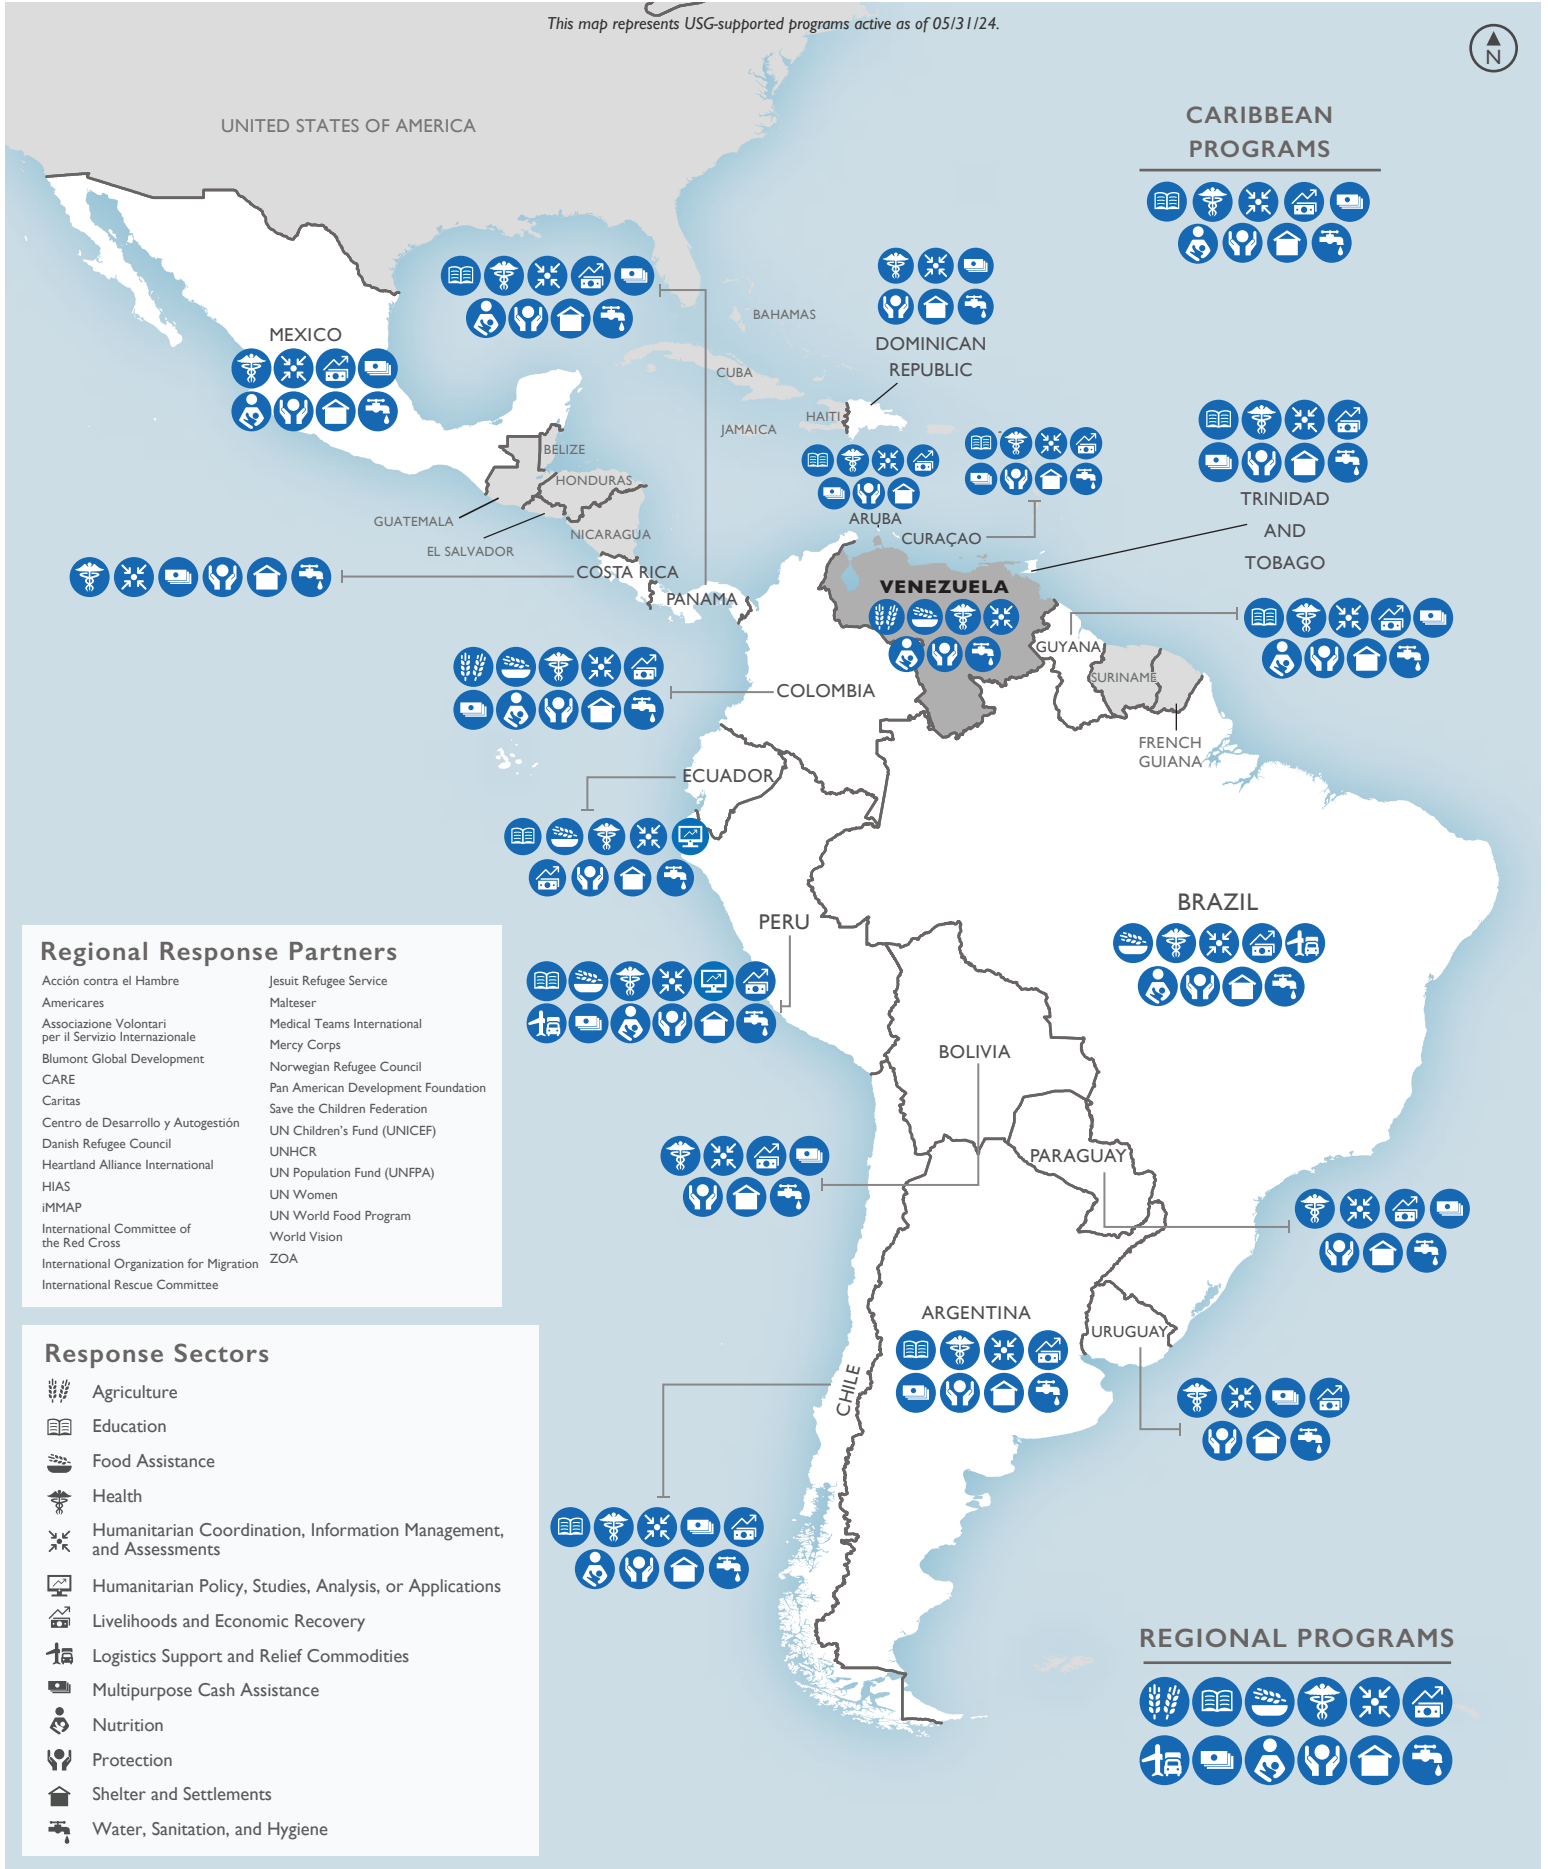 This map represents USG-supported programs active as of 05/31/24.
N
UNITED STATES OF AMERICA
CARIBBEAN
PROGRAMS
MEXICO
BAHAMAS
DOMINICAN
REPUBLIC
CUBA
HAITI
JAMAICA
BELIZE
HONDURAS
GUATEMALA
EL SALVADOR
NICARAGUA
ARUBA
CURAÇAO
TRINIDAD
AND
TOBAGO
COSTA RICA
PANAMA
VENEZUELA
GUYANA
SURINAME
COLOMBIA
FRENCH
GUIANA
ECUADOR
BRAZIL
PERU
BOLIVIA
PARAGUAY
ARGENTINA
URUGUAY
CHILE
Regional Response Partners
Acción contra el Hambre
Americares
Associazione Volontari
per il Servizio Internazionale
Blumont Global Development
CARE
Caritas
Centro de Desarrollo y Autogestión
Danish Refugee Council
Heartland Alliance International
HIAS
iMMAP
International Committee of
the Red Cross
International Organization for Migration
International Rescue Committee
Jesuit Refugee Service
Malteser
Medical Teams International
Mercy Corps
Norwegian Refugee Council
Pan American Development Foundation
Save the Children Federation
UN Children's Fund (UNICEF)
UNHCR
UN Population Fund (UNFPA)
UN Women
UN World Food Program
World Vision
ZOA
Response Sectors
Agriculture
Education
Food Assistance
Health
Humanitarian Coordination, Information Management,
and Assessments
Humanitarian Policy, Studies, Analysis, or Applications
Livelihoods and Economic Recovery
Logistics Support and Relief Commodities
Multipurpose Cash Assistance
Nutrition
Protection
Shelter and Settlements
Water, Sanitation, and Hygiene
REGIONAL PROGRAMS